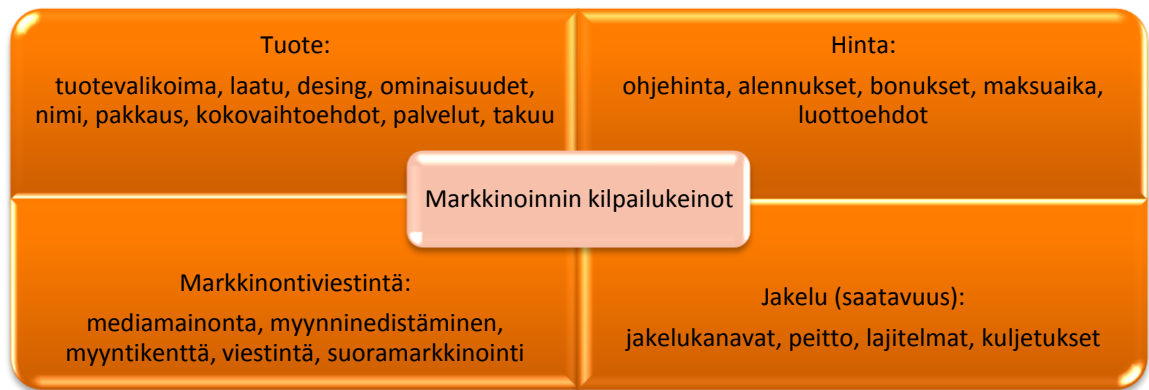 Tuote:
tuotevalikoima, laatu, desing, ominaisuudet,
nimi, pakkaus, kokovaihtoehdot, palvelut, takuu
Hinta:
ohjehinta, alennukset, bonukset, maksuaika,
luottoehdot
Markkinoinnin kilpailukeinot
Markkinontiviestintä:
mediamainonta, myynninedistäminen,
myyntikenttä, viestintä, suoramarkkinointi
Jakelu (saatavuus):
jakelukanavat, peitto, lajitelmat, kuljetukset